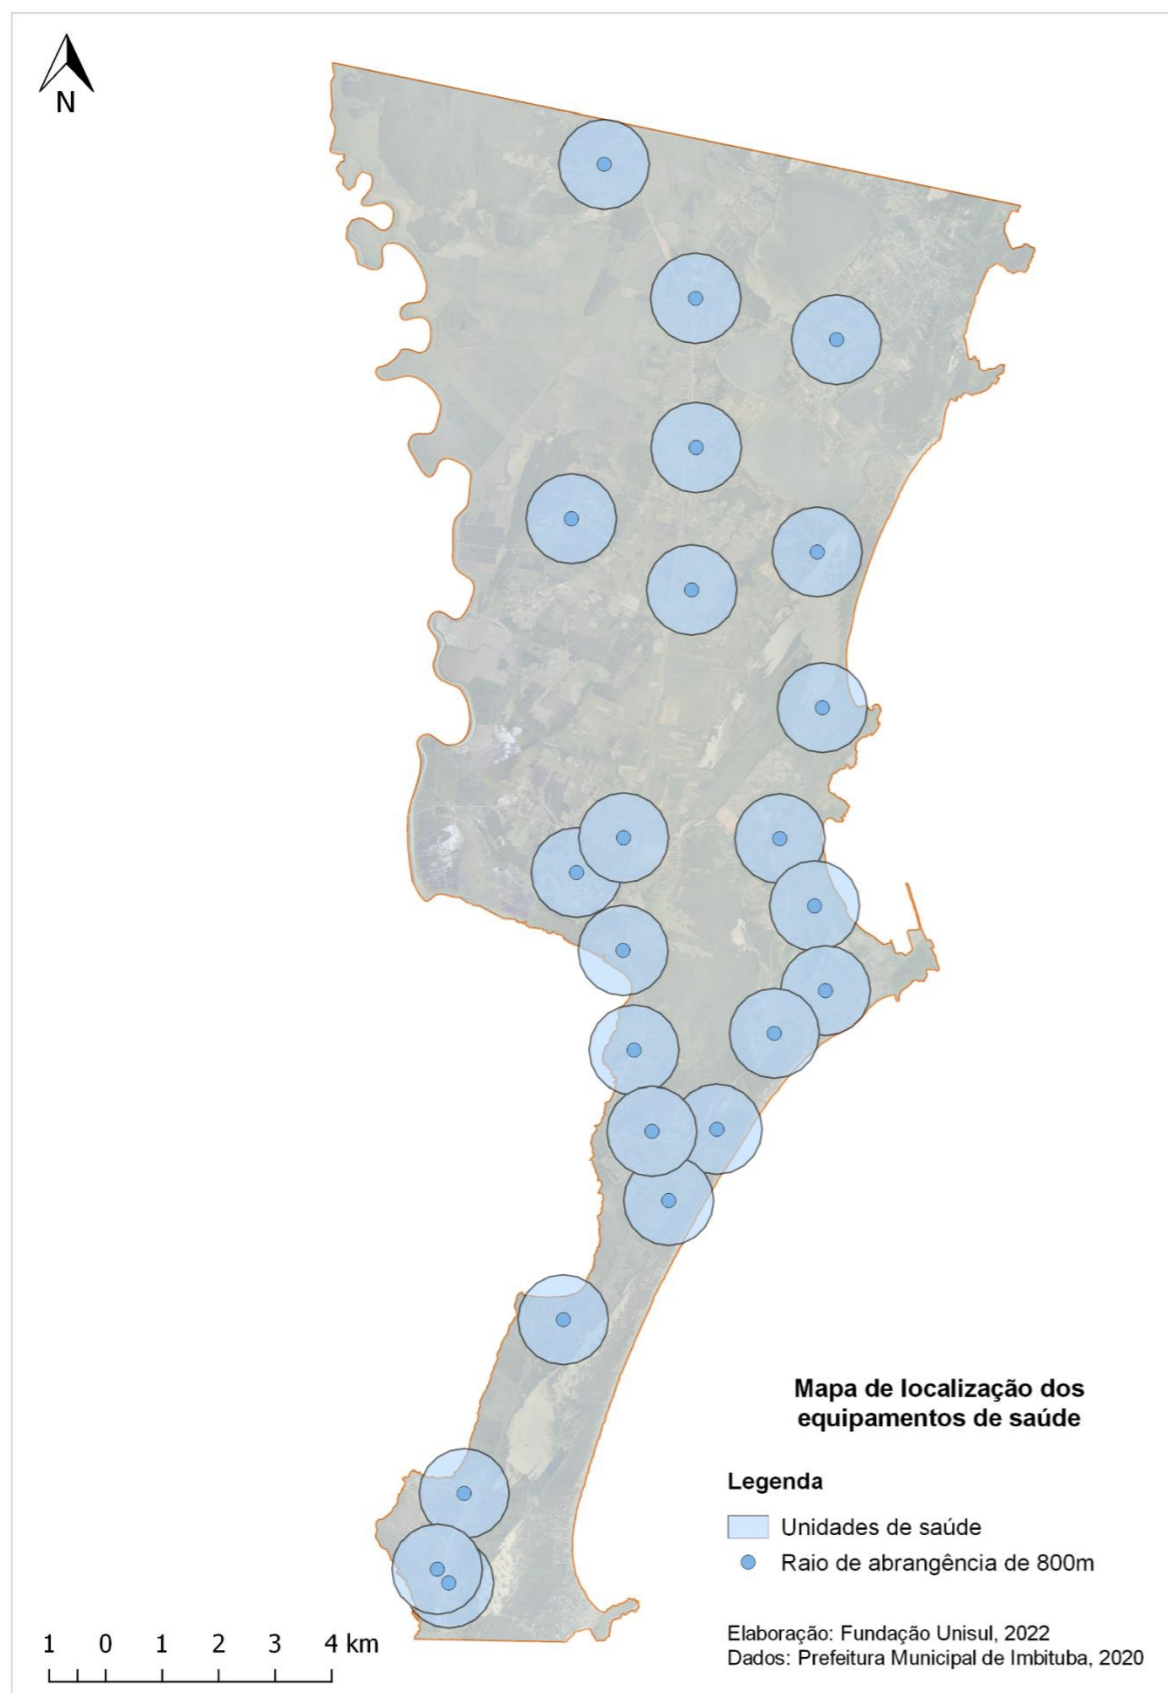 N
Mapa de localização dos
equipamentos de saúde
Legenda
Unidades de saúde
Raio de abrangência de 800m
1 0 1 2 3 4 km
Elaboração: Fundação Unisul, 2022
Dados: Prefeitura Municipal de Imbituba, 2020